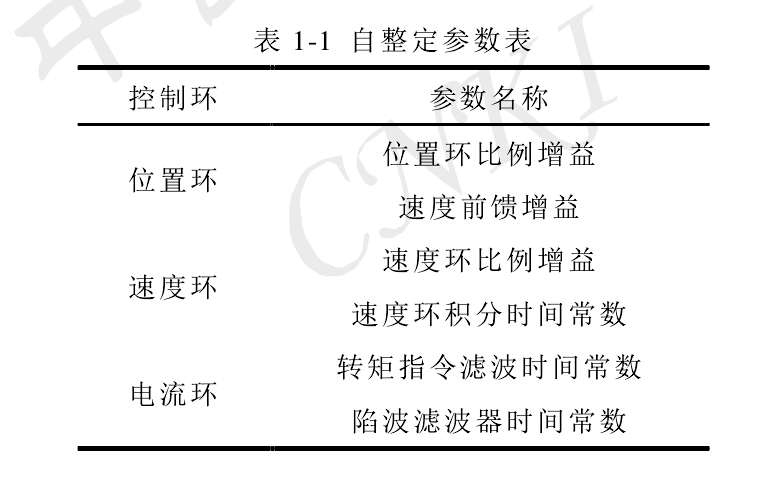 表 1-1 自整定参数表
控制环 参数名称
位置环 位置环比例增益
速度前馈增益
速度环 速度环比例增益
速度环积分时间常数
电流环 转矩指令滤波时间常数
陷波滤波器时间常数
CNKI